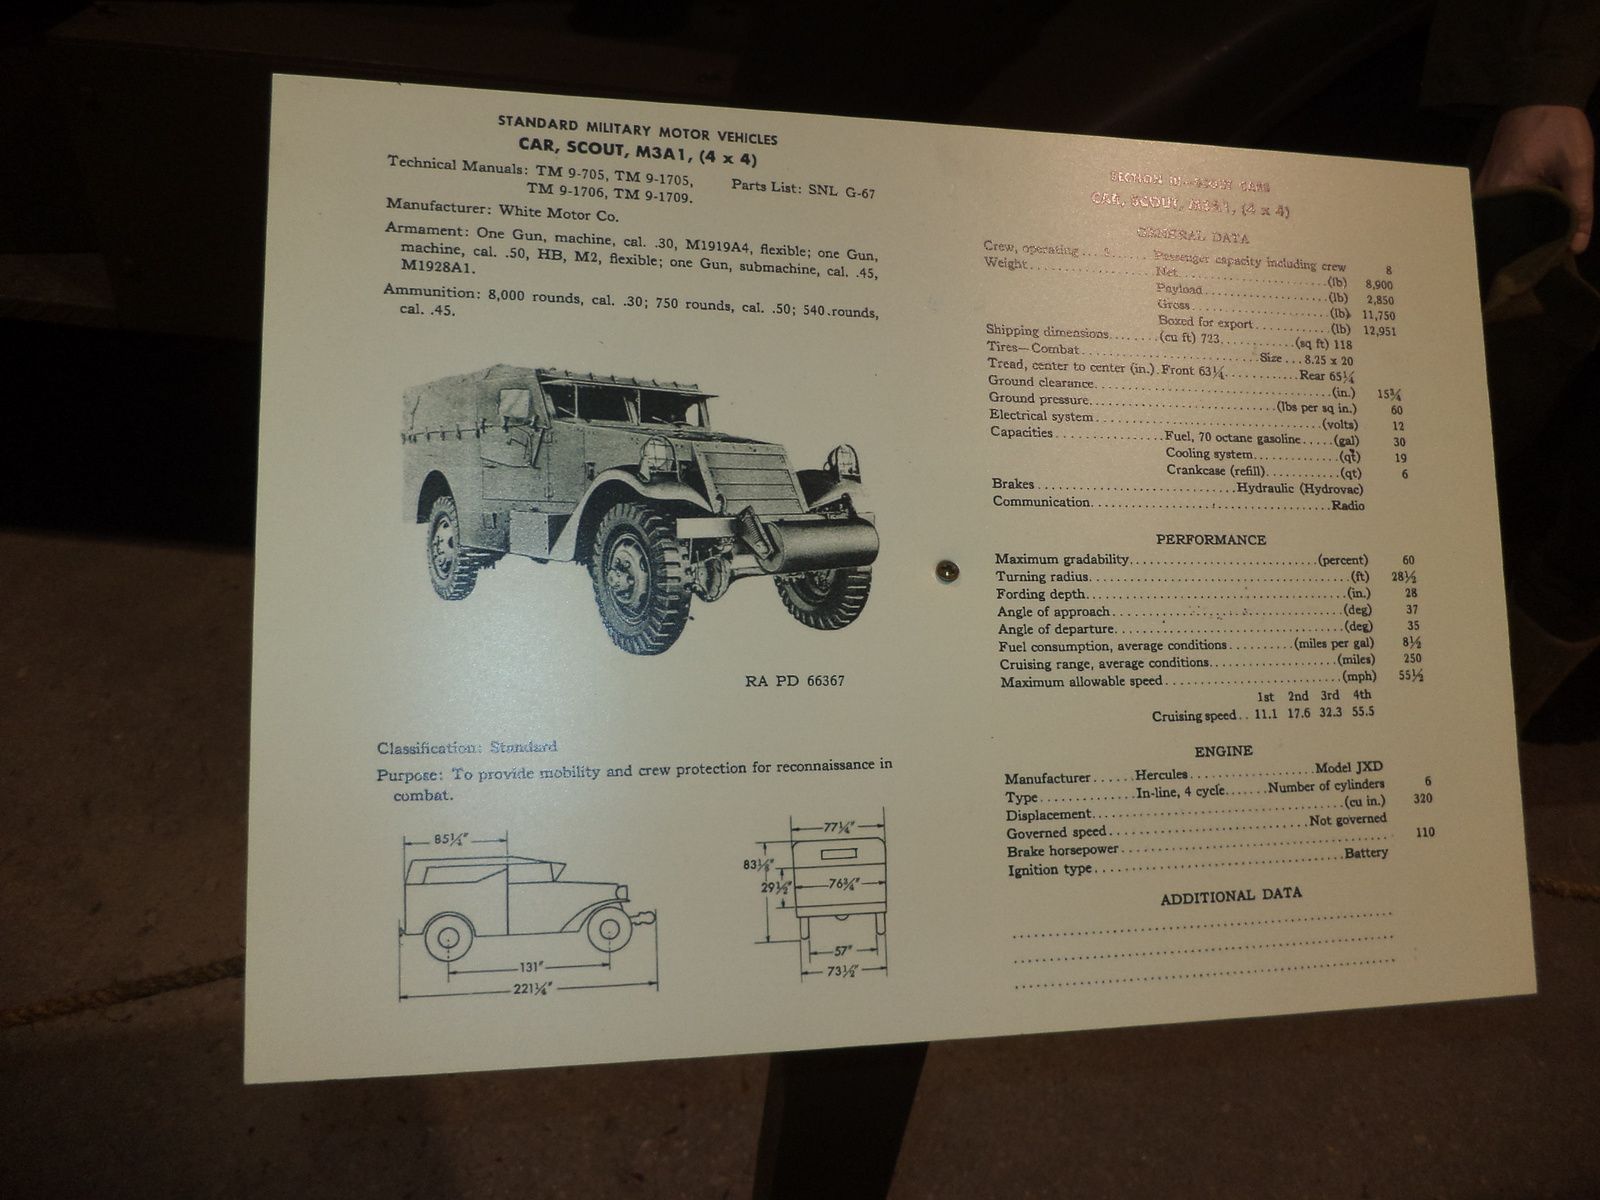 STANDARD MILITARY MOTOR VEHICLES
CAR, SCOUT, M3A1, (4 x 4)
Technical Manuals: TM 9-705, TM 9-1705,
TM 9-1706, TM 9-1709.
Parts List: SNL G-67
Manufacturer: White Motor Co.
Armament: One Gun, machine, cal. .30, M1919A4, flexible; one Gun,
machine, cal. .50, HB, M2, flexible; one Gun, submachine, cal. .45,
M1928A1.
Ammunition: 8,000 rounds, cal. .30; 750 rounds, cal. .50; 540 rounds,
cal. .45.
RA PD 66367
Classification: Standard
Purpose: To provide mobility and crew protection for reconnaissance in
combat.
85¼"
131"
221¼"
77¼"
83½"
29½"
76¾"
57"
73½"
SECTION III—SCOUT CARS
CAR, SCOUT, M3A1, (4 x 4)
GENERAL DATA
Crew, operating ... Passenger capacity including crew 8
Weight ... Net ... (lb) 8,900
Payload ... (lb) 2,850
Gross ... (lb) 11,750
Boxed for export ... (lb) 12,951
Shipping dimensions ... (cu ft) 723 ... (sq ft) 118
Tires—Combat ... Size ... 8.25 x 20
Tread, center to center (in.) . Front 63¼ ... Rear 65¼
Ground clearance ... (in.) 15¾
Ground pressure ... (lbs per sq in.) 60
Electrical system ... (volts) 12
Capacities ... Fuel, 70 octane gasoline ... (gal) 30
Cooling system ... (qt) 19
Crankcase (refill) ... (qt) 6
Brakes ... Hydraulic (Hydrovac)
Communication ... Radio
PERFORMANCE
Maximum gradability ... (percent) 60
Turning radius ... (ft) 28½
Fording depth ... (in.) 28
Angle of approach ... (deg) 37
Angle of departure ... (deg) 35
Fuel consumption, average conditions ... (miles per gal) 8½
Cruising range, average conditions ... (miles) 250
Maximum allowable speed ... (mph) 55½
1st 2nd 3rd 4th
Cruising speed .. 11.1 17.6 32.3 55.5
ENGINE
Manufacturer ... Hercules ... Model JXD
Type ... In-line, 4 cycle ... Number of cylinders 6
Displacement ... (cu in.) 320
Governed speed ... Not governed
Brake horsepower ... 110
Ignition type ... Battery
ADDITIONAL DATA